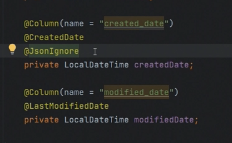 @Column(name = "created_date")
@CreatedDate
@JsonIgnore
private LocalDateTime createdDate;
@Column(name = "modified_date")
@LastModifiedDate
private LocalDateTime modifiedDate;